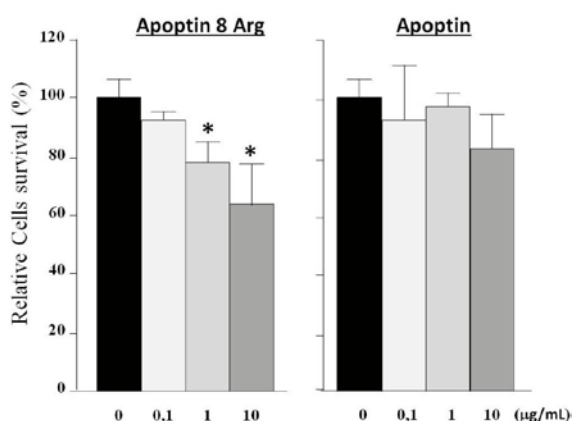 Apoptin 8 Arg
Apoptin
Relative Cells survival (%)
120
100
80
60
40
20
0
*
*
0 0,1 1 10
0 0,1 1 10 (µg/mL)